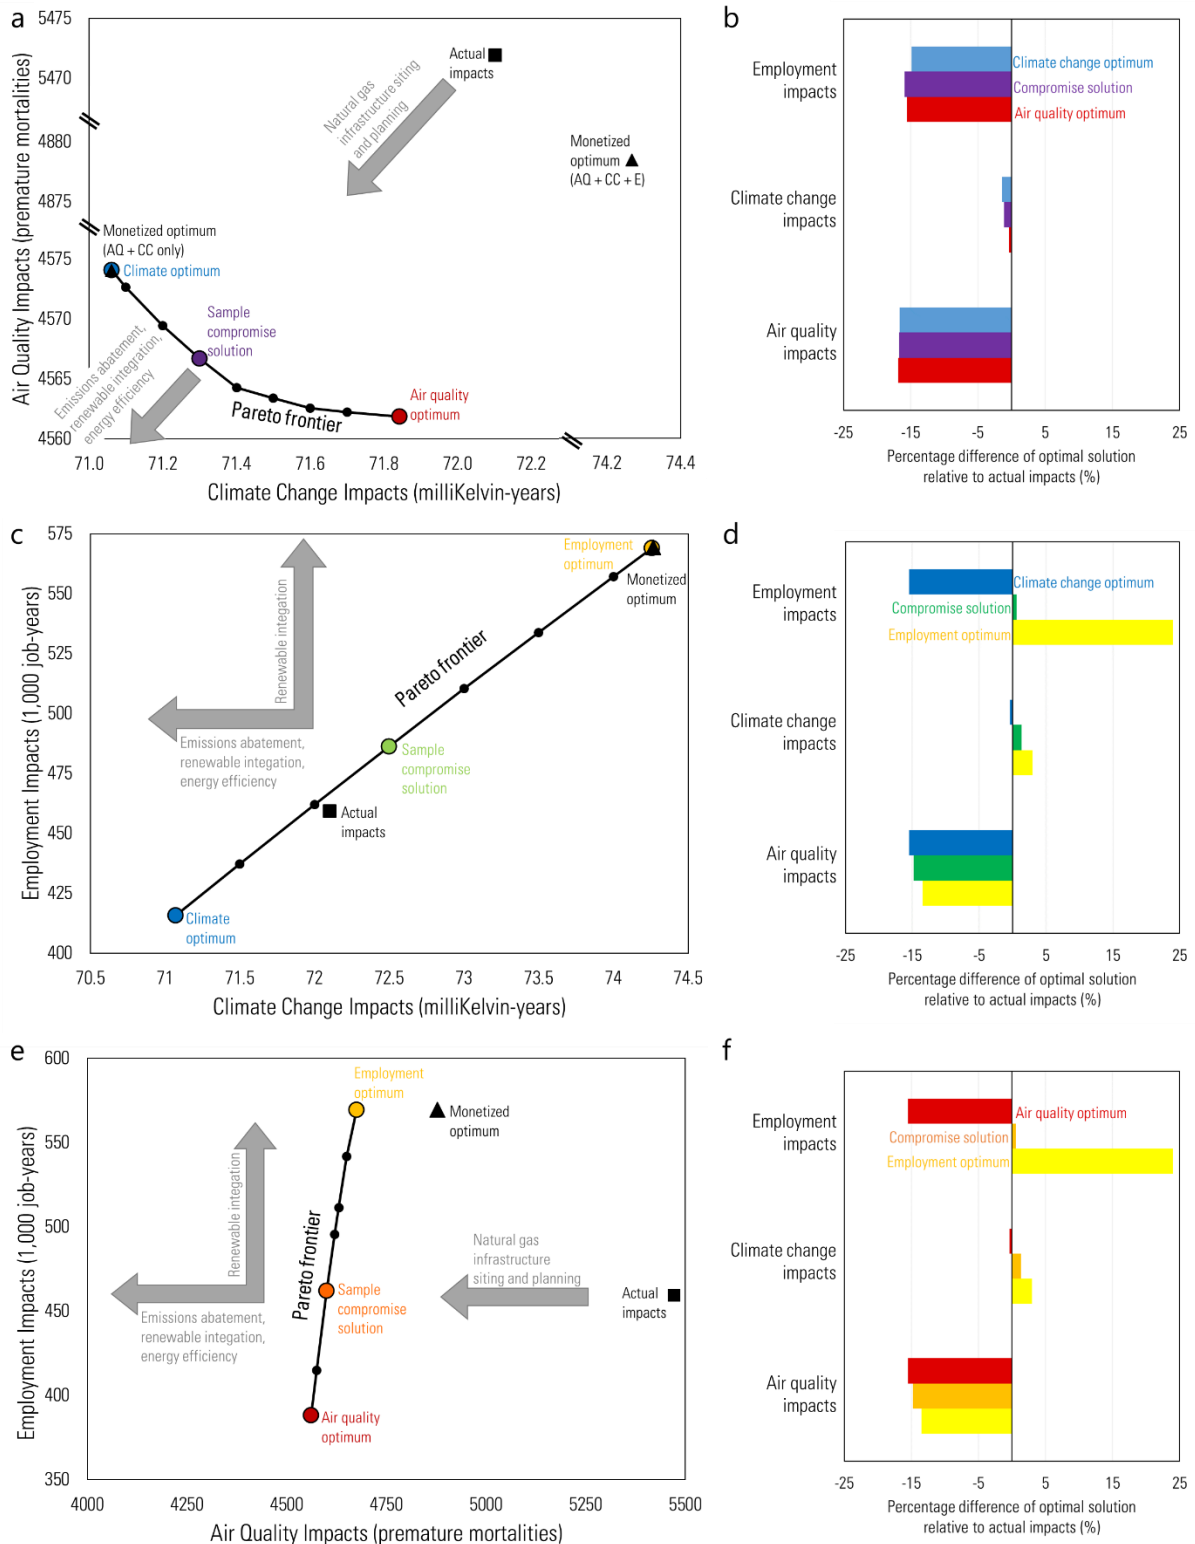 a
Air Quality Impacts (premature mortalities)
5475
5470
4880
4875
4575
4570
4565
4560
Actual
impacts
Natural gas
infrastructure siting
and planning
Monetized
optimum
(AQ + CC + E)
Monetized optimum
(AQ + CC only)
Climate optimum
Sample
compromise
solution
Emissions abatement,
renewable integration,
energy efficiency
Pareto frontier
Air quality
optimum
71.0 71.2 71.4 71.6 71.8 72.0 72.2 74.2 74.4
Climate Change Impacts (milliKelvin-years)
b
Employment
impacts
Climate change optimum
Compromise solution
Air quality optimum
Climate change
impacts
Air quality
impacts
-25 -15 -5 5 15 25
Percentage difference of optimal solution
relative to actual impacts (%)
c
Employment Impacts (1,000 job-years)
575
550
525
500
475
450
425
400
Employment
optimum
Monetized
optimum
Renewable integation
Pareto frontier
Emissions abatement,
renewable integation,
energy efficiency
Sample
compromise
solution
Actual
impacts
Climate
optimum
70.5 71 71.5 72 72.5 73 73.5 74 74.5
Climate Change Impacts (milliKelvin-years)
d
Employment
impacts
Climate change optimum
Compromise solution
Employment optimum
Climate change
impacts
Air quality
impacts
-25 -15 -5 5 15 25
Percentage difference of optimal solution
relative to actual impacts (%)
e
Employment Impacts (1,000 job-years)
600
550
500
450
400
350
Employment
optimum
Monetized
optimum
Renewable integation
Pareto frontier
Natural gas
infrastructure
siting and planning
Emissions abatement,
renewable integation,
energy efficiency
Sample
compromise
solution
Actual
impacts
Air quality
optimum
4000 4250 4500 4750 5000 5250 5500
Air Quality Impacts (premature mortalities)
f
Employment
impacts
Air quality optimum
Compromise solution
Employment optimum
Climate change
impacts
Air quality
impacts
-25 -15 -5 5 15 25
Percentage difference of optimal solution
relative to actual impacts (%)